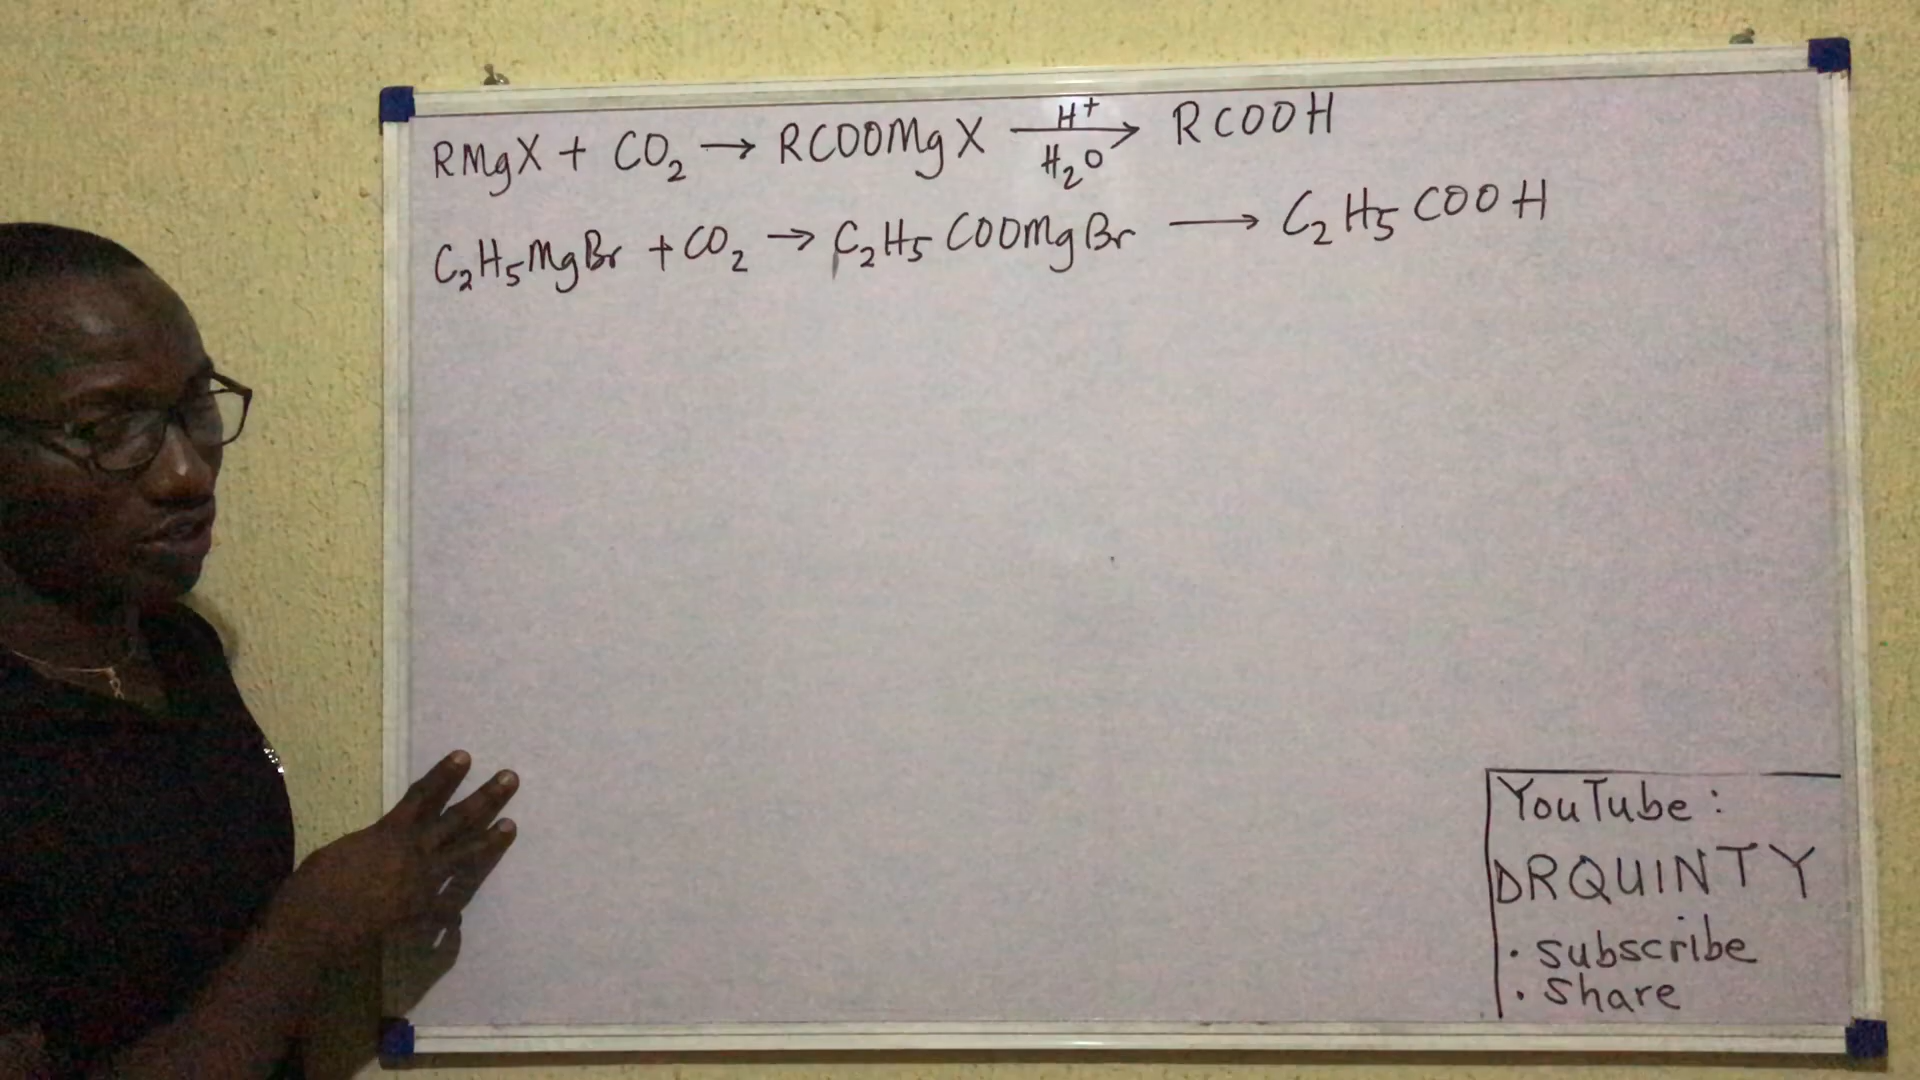 RMgX + CO₂ → RCOOMgX —H⁺/H₂O→ RCOOH
C₂H₅MgBr + CO₂ → C₂H₅COOMgBr → C₂H₅COOH
YouTube:
DRQUINTY
· subscribe
· share